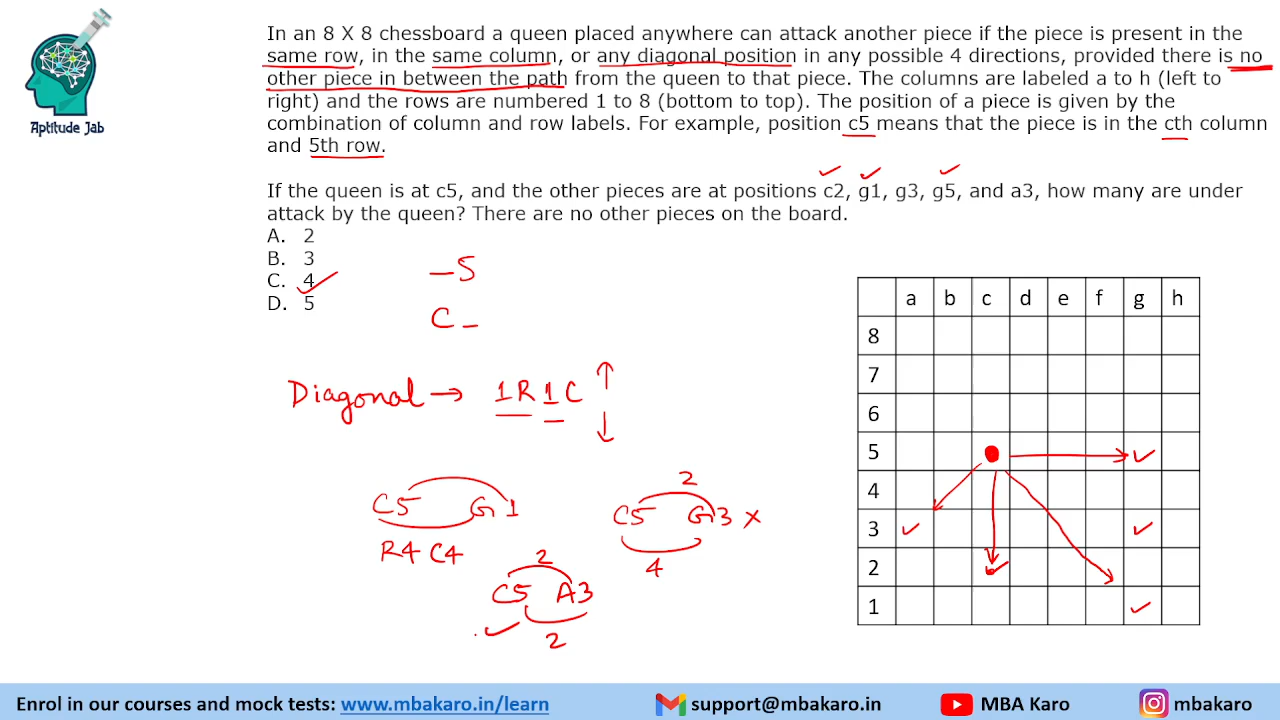 In an 8 X 8 chessboard a queen placed anywhere can attack another piece if the piece is present in the
same row, in the same column, or any diagonal position in any possible 4 directions, provided there is no
other piece in between the path from the queen to that piece. The columns are labeled a to h (left to
right) and the rows are numbered 1 to 8 (bottom to top). The position of a piece is given by the
combination of column and row labels. For example, position c5 means that the piece is in the cth column
and 5th row.
Aptitude Jab
If the queen is at c5, and the other pieces are at positions c2, g1, g3, g5, and a3, how many are under
attack by the queen? There are no other pieces on the board.
A. 2
B. 3
C. 4
D. 5
–5
C –
Diagonal → 1R 1C
C5 G1
R4 C4
2
C5 G3 x
4
2
C5 A3
2
a b c d e f g h
8
7
6
5
4
3
2
1
Enrol in our courses and mock tests: www.mbakaro.in/learn support@mbakaro.in MBA Karo mbakaro